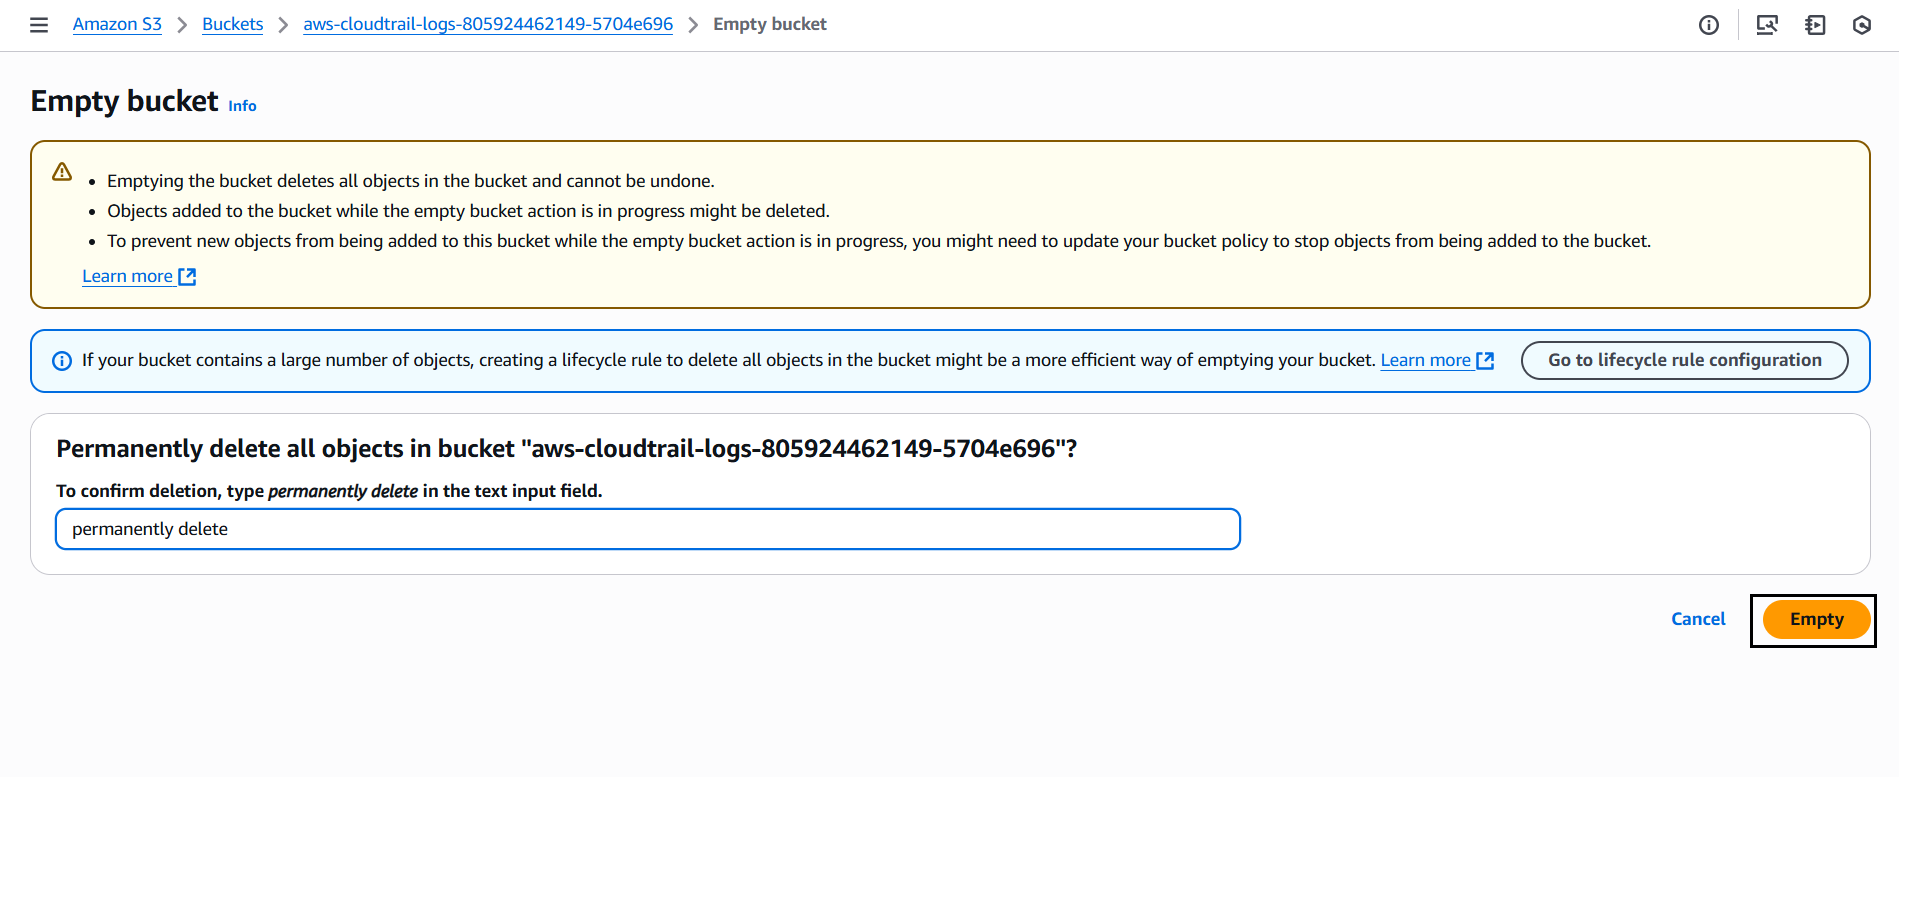 Amazon S3 > Buckets > aws-cloudtrail-logs-805924462149-5704e696 > Empty bucket
Empty bucket Info
• Emptying the bucket deletes all objects in the bucket and cannot be undone.
• Objects added to the bucket while the empty bucket action is in progress might be deleted.
• To prevent new objects from being added to this bucket while the empty bucket action is in progress, you might need to update your bucket policy to stop objects from being added to the bucket.
Learn more
If your bucket contains a large number of objects, creating a lifecycle rule to delete all objects in the bucket might be a more efficient way of emptying your bucket. Learn more Go to lifecycle rule configuration
Permanently delete all objects in bucket "aws-cloudtrail-logs-805924462149-5704e696"?
To confirm deletion, type permanently delete in the text input field.
permanently delete
Cancel Empty